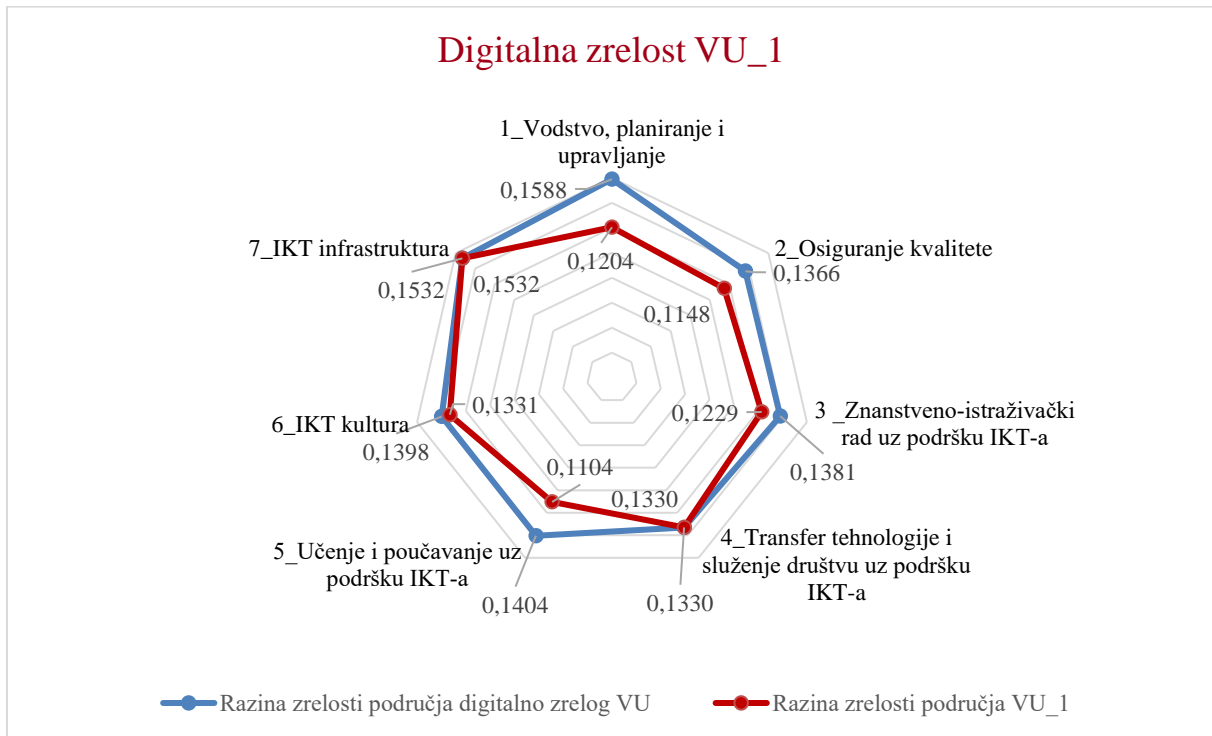 Digitalna zrelost VU_1
1_Vodstvo, planiranje i
upravljanje
0,1588
0,1204
2_Osiguranje kvalitete
0,1366
0,1148
3 _Znanstveno-istraživački
rad uz podršku IKT-a
0,1229
0,1381
4_Transfer tehnologije i
služenje društvu uz podršku
IKT-a
0,1330
0,1330
5_Učenje i poučavanje uz
podršku IKT-a
0,1104
0,1404
6_IKT kultura
0,1331
0,1398
7_IKT infrastruktura
0,1532
0,1532
Razina zrelosti područja digitalno zrelog VU
Razina zrelosti područja VU_1